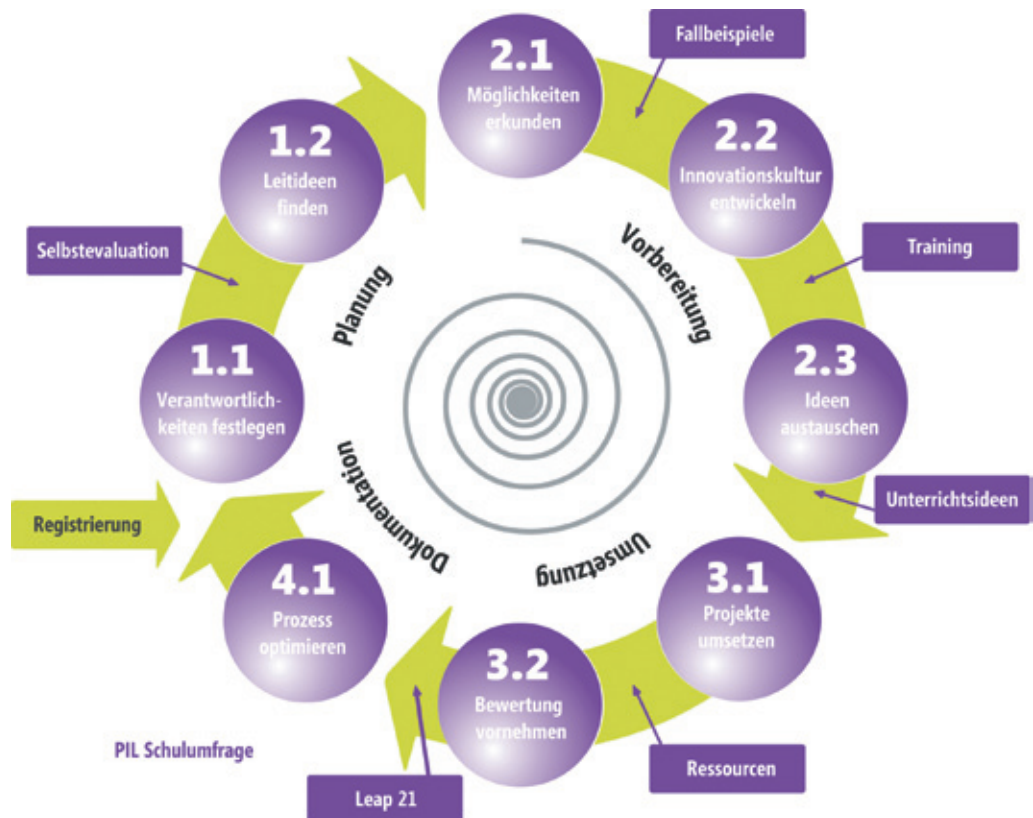 Fallbeispiele
2.1
Möglichkeiten
erkunden
1.2
Leitideen
finden
2.2
Innovationskultur
entwickeln
Selbstevaluation
Training
Planung
Vorbereitung
1.1
Verantwortlich-
keiten festlegen
2.3
Ideen
austauschen
Unterrichtsideen
Registrierung
Dokumentation
Umsetzung
4.1
Prozess
optimieren
3.1
Projekte
umsetzen
3.2
Bewertung
vornehmen
PIL Schulumfrage
Ressourcen
Leap 21